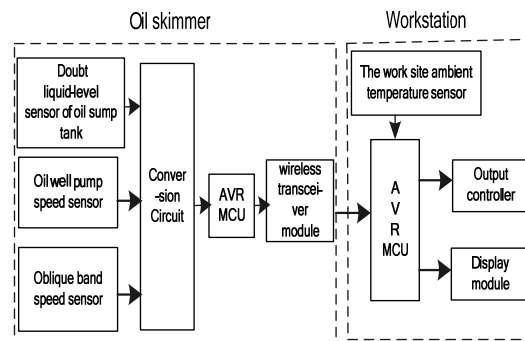 Oil skimmer
Workstation
Doubt
liquid-level
sensor of oil sump
tank
Oil well pump
speed sensor
Oblique band
speed sensor
Conver
-sion
Circuit
AVR
MCU
wireless
transcei-
ver
module
The work site ambient
temperature sensor
A
V
R
MCU
Output
controller
Display
module